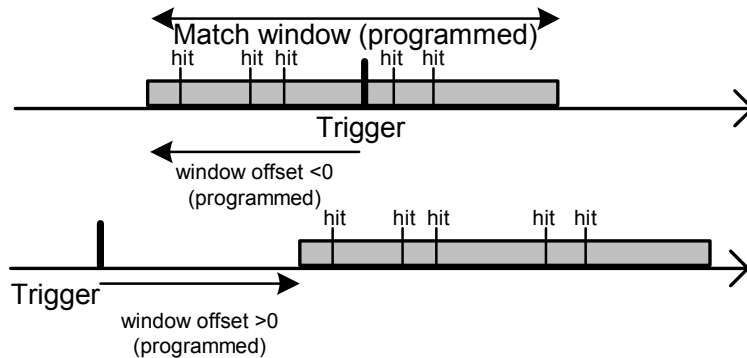 Match window (programmed)
hit hit hit hit hit
Trigger
window offset <0
(programmed)
hit hit hit hit hit
Trigger
window offset >0
(programmed)